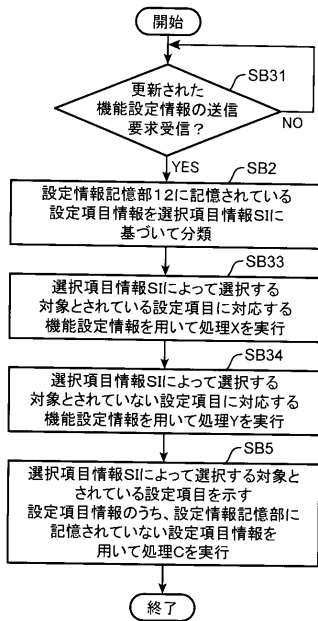 開始
SB31
更新された
機能設定情報の送信
要求受信？
NO
YES
SB2
設定情報記憶部12に記憶されている
設定項目情報を選択項目情報SIに
基づいて分類
SB33
選択項目情報SIによって選択する
対象とされている設定項目に対応する
機能設定情報を用いて処理Xを実行
SB34
選択項目情報SIによって選択する
対象とされていない設定項目に対応する
機能設定情報を用いて処理Yを実行
SB5
選択項目情報SIによって選択する対象と
されている設定項目を示す
設定項目情報のうち、設定情報記憶部に
記憶されていない設定項目情報を
用いて処理Cを実行
終了